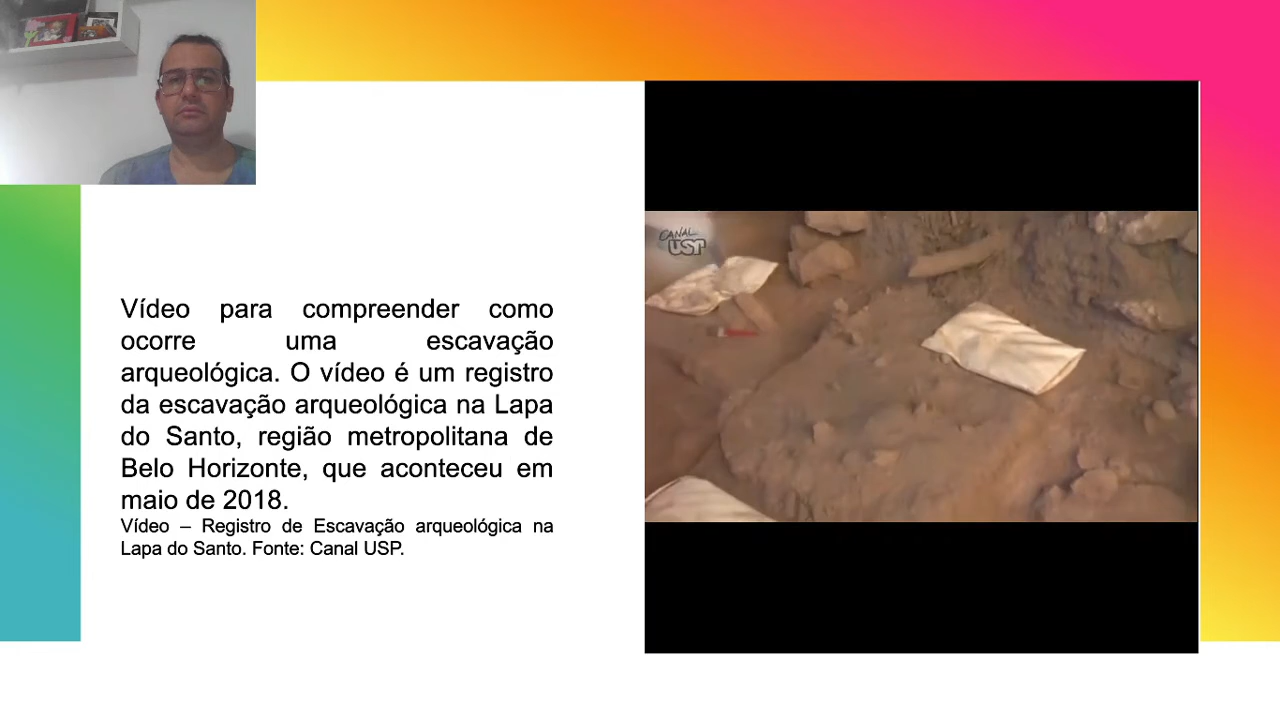 Vídeo para compreender como
ocorre uma escavação
arqueológica. O vídeo é um registro
da escavação arqueológica na Lapa
do Santo, região metropolitana de
Belo Horizonte, que aconteceu em
maio de 2018.
Vídeo – Registro de Escavação arqueológica na
Lapa do Santo. Fonte: Canal USP.
CANAL
USP